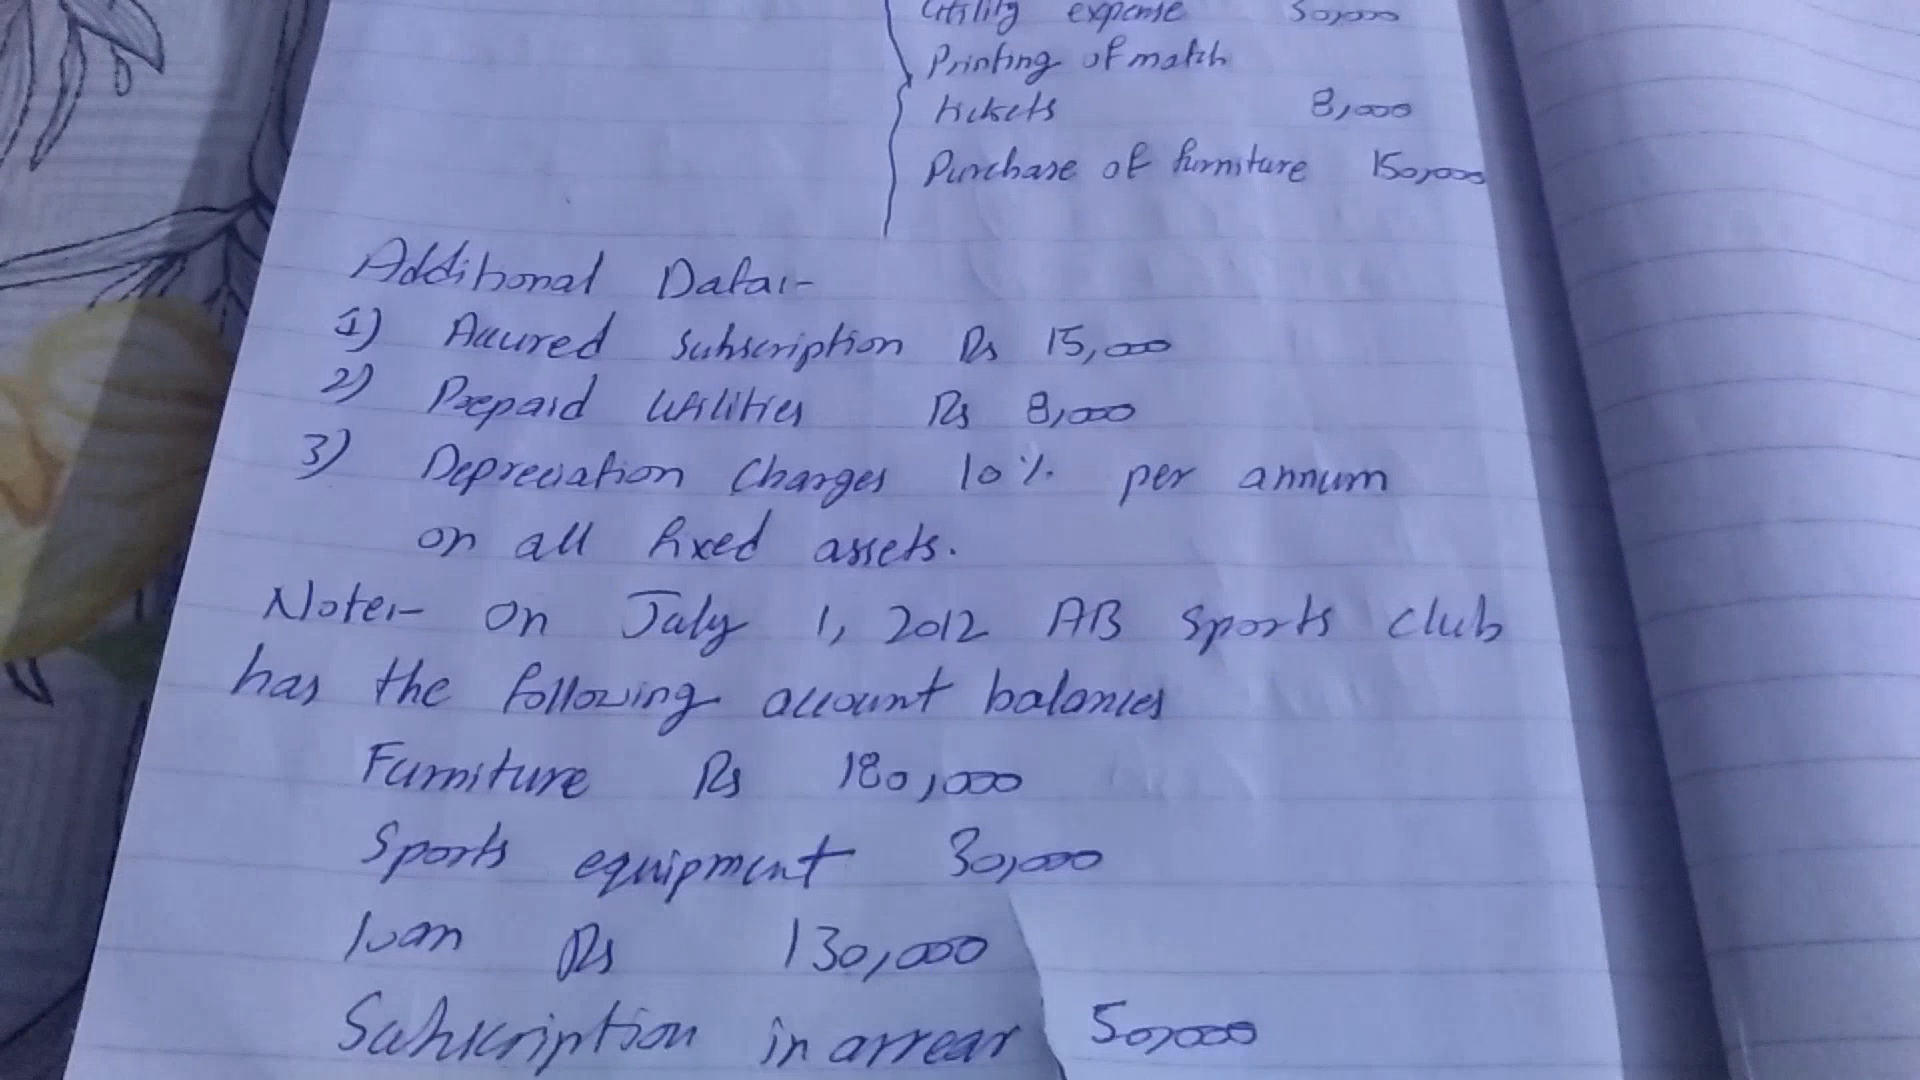 Utility expense 50,000
Printing of match
tickets 8,000
Purchase of furniture 150,000
Additional Data:-
1) Accured Subscription Rs 15,000
2) Prepaid Utilities Rs 8,000
3) Depreciation Charges 10% per annum
on all fixed assets.
Note:- On July 1, 2012 AB Sports club
has the following account balances
Furniture Rs 180,000
Sports equipment 30,000
loan Rs 130,000
Subscription in arrear 50,000